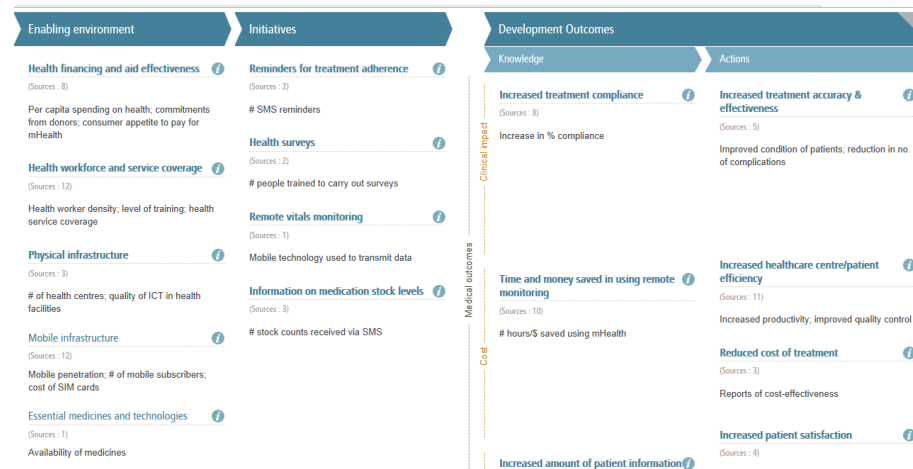 Enabling environment
Health financing and aid effectiveness
(Sources : 8)
Per capita spending on health; commitments
from donors; consumer appetite to pay for
mHealth
Health workforce and service coverage
(Sources : 12)
Health worker density; level of training; health
service coverage
Physical infrastructure
(Sources : 3)
# of health centres; quality of ICT in health
facilities
Mobile infrastructure
(Sources : 12)
Mobile penetration; # of mobile subscribers;
cost of SIM cards
Essential medicines and technologies
(Sources : 1)
Availability of medicines
Initiatives
Reminders for treatment adherence
(Sources : 2)
# SMS reminders
Health surveys
(Sources : 2)
# people trained to carry out surveys
Remote vitals monitoring
(Sources : 1)
Mobile technology used to transmit data
Information on medication stock levels
(Sources : 3)
# stock counts received via SMS
Development Outcomes
Medical outcomes
Clinical impact
Cost
Knowledge
Increased treatment compliance
(Sources : 8)
Increase in % compliance
Time and money saved in using remote
monitoring
(Sources : 10)
# hours/$ saved using mHealth
Increased amount of patient information
Actions
Increased treatment accuracy &
effectiveness
(Sources : 5)
Improved condition of patients; reduction in no.
of complications
Increased healthcare centre/patient
efficiency
(Sources : 11)
Increased productivity; improved quality control
Reduced cost of treatment
(Sources : 3)
Reports of cost-effectiveness
Increased patient satisfaction
(Sources : 4)